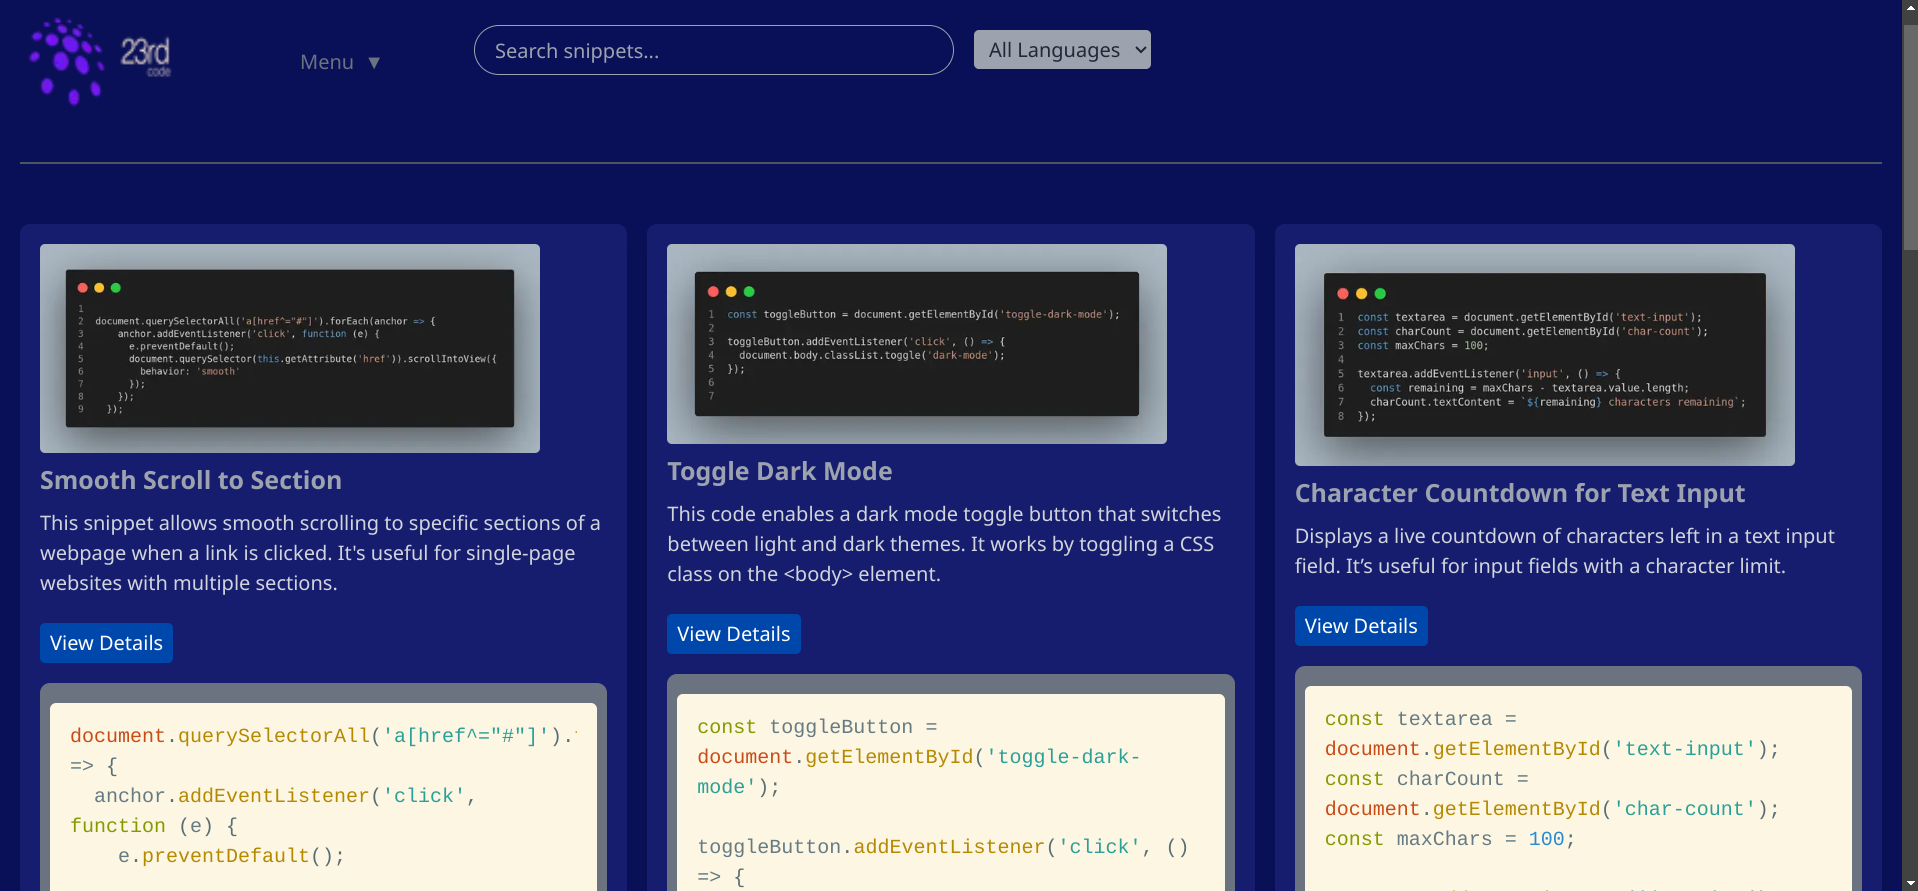 23rd
code
Menu ▼
Search snippets...
All Languages
1
2 document.querySelectorAll('a[href^="#"]').forEach(anchor => {
3 anchor.addEventListener('click', function (e) {
4 e.preventDefault();
5 document.querySelector(this.getAttribute('href')).scrollIntoView({
6 behavior: 'smooth'
7 });
8 });
9 });
Smooth Scroll to Section
This snippet allows smooth scrolling to specific sections of a
webpage when a link is clicked. It's useful for single-page
websites with multiple sections.
View Details
document.querySelectorAll('a[href^="#"]').
=> {
anchor.addEventListener('click',
function (e) {
e.preventDefault();
1 const toggleButton = document.getElementById('toggle-dark-mode');
2
3 toggleButton.addEventListener('click', () => {
4 document.body.classList.toggle('dark-mode');
5 });
6
7
Toggle Dark Mode
This code enables a dark mode toggle button that switches
between light and dark themes. It works by toggling a CSS
class on the <body> element.
View Details
const toggleButton =
document.getElementById('toggle-dark-
mode');
toggleButton.addEventListener('click', ()
=> {
1 const textarea = document.getElementById('text-input');
2 const charCount = document.getElementById('char-count');
3 const maxChars = 100;
4
5 textarea.addEventListener('input', () => {
6 const remaining = maxChars - textarea.value.length;
7 charCount.textContent = `${remaining} characters remaining`;
8 });
Character Countdown for Text Input
Displays a live countdown of characters left in a text input
field. It’s useful for input fields with a character limit.
View Details
const textarea =
document.getElementById('text-input');
const charCount =
document.getElementById('char-count');
const maxChars = 100;